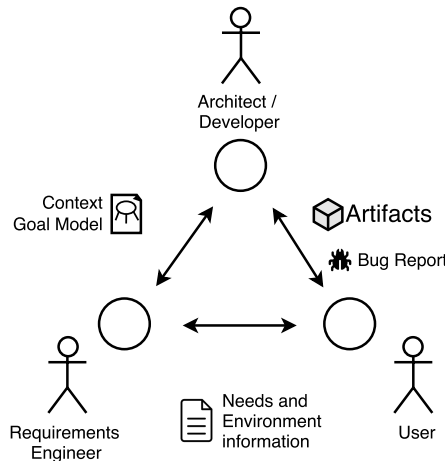 Architect /
Developer
Context
Goal Model
Artifacts
Bug Report
Needs and
Environment
information
Requirements
Engineer
User